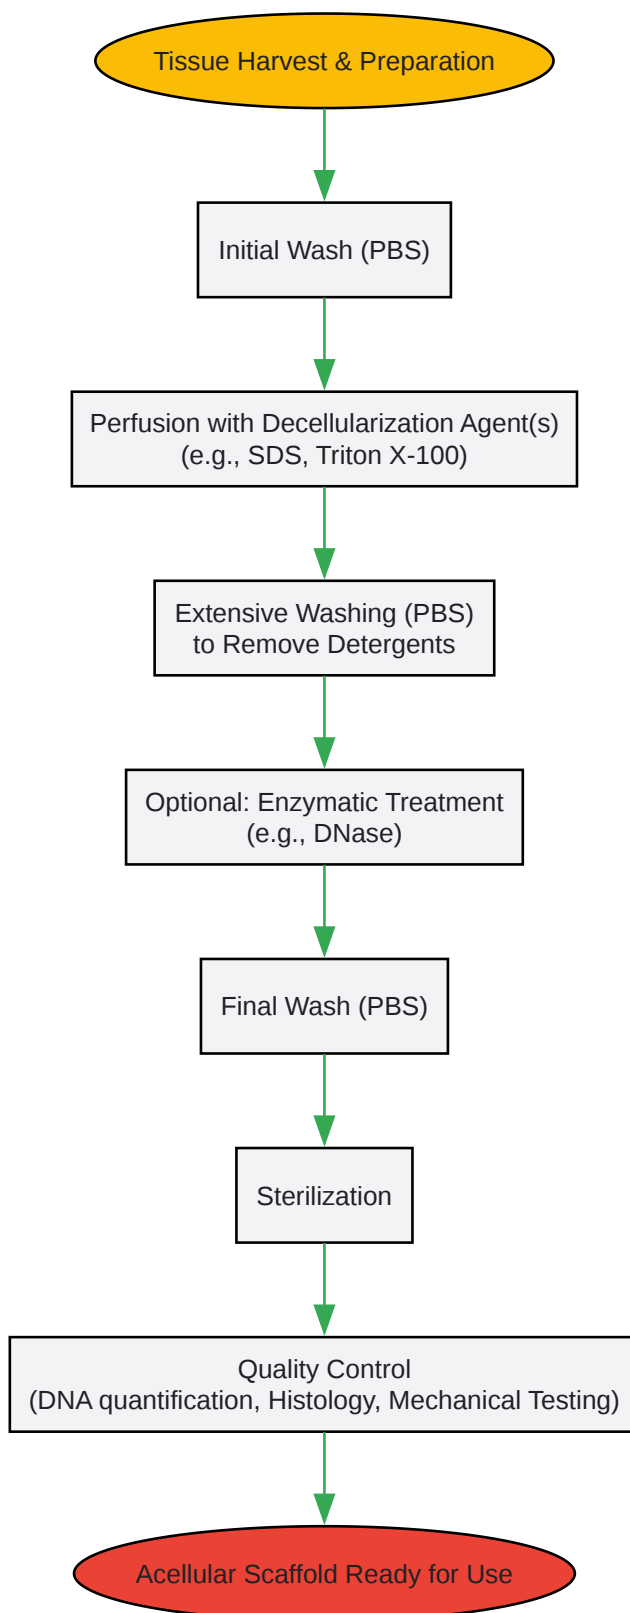 Tissue Harvest & Preparation
Initial Wash (PBS)
Perfusion with Decellularization Agent(s)
(e.g., SDS, Triton X-100)
Extensive Washing (PBS)
to Remove Detergents
Optional: Enzymatic Treatment
(e.g., DNase)
Final Wash (PBS)
Sterilization
Quality Control
(DNA quantification, Histology, Mechanical Testing)
Acellular Scaffold Ready for Use